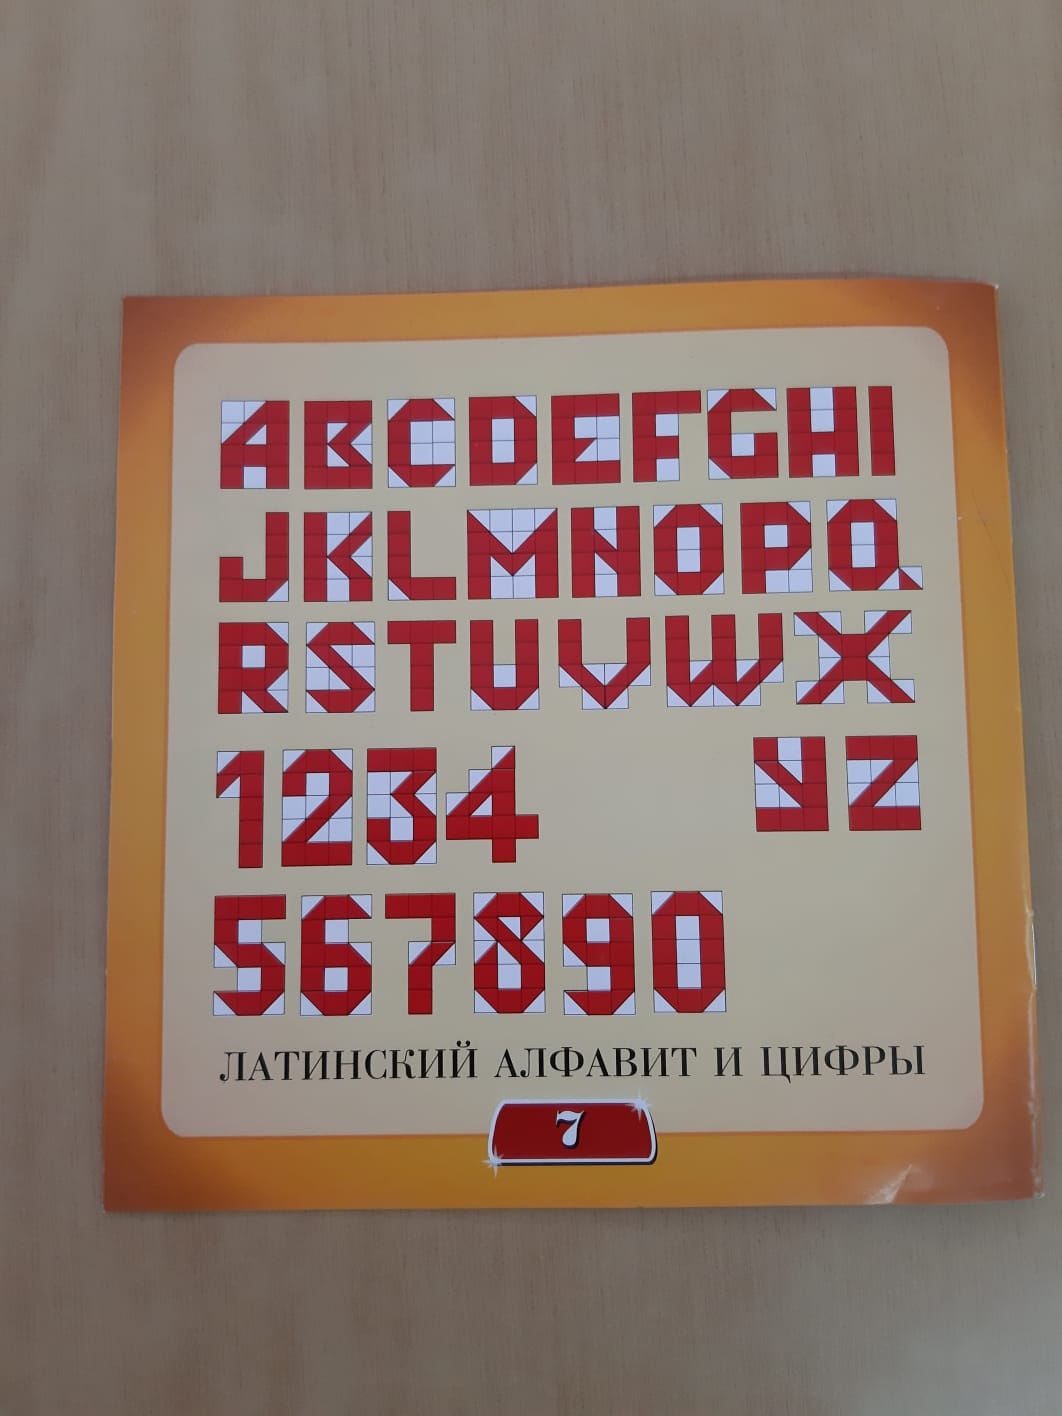 ABCDEFGHI
JKLMNOPQ
RSTUVWX
1234 YZ
567890
ЛАТИНСКИЙ АЛФАВИТ И ЦИФРЫ
7